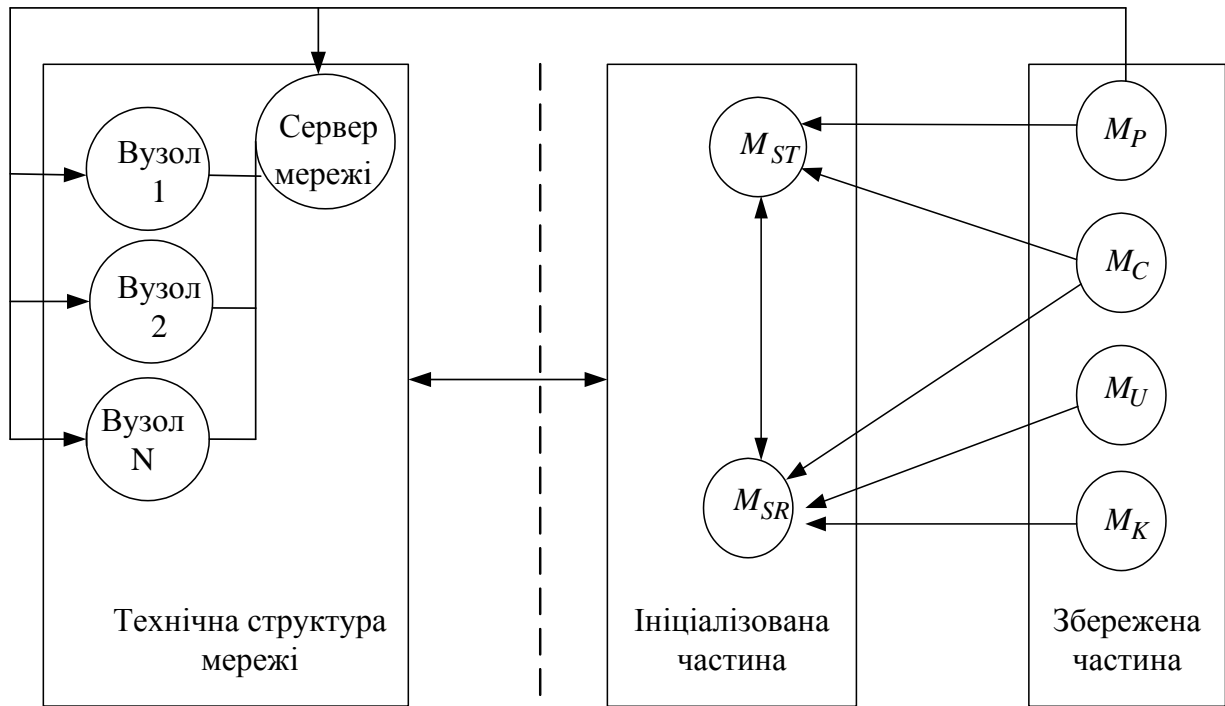 Вузол
1
Сервер
мережі
Вузол
2
Вузол
N
Технічна структура
мережі
M_ST
M_SR
Ініціалізована
частина
M_P
M_C
M_U
M_K
Збережена
частина